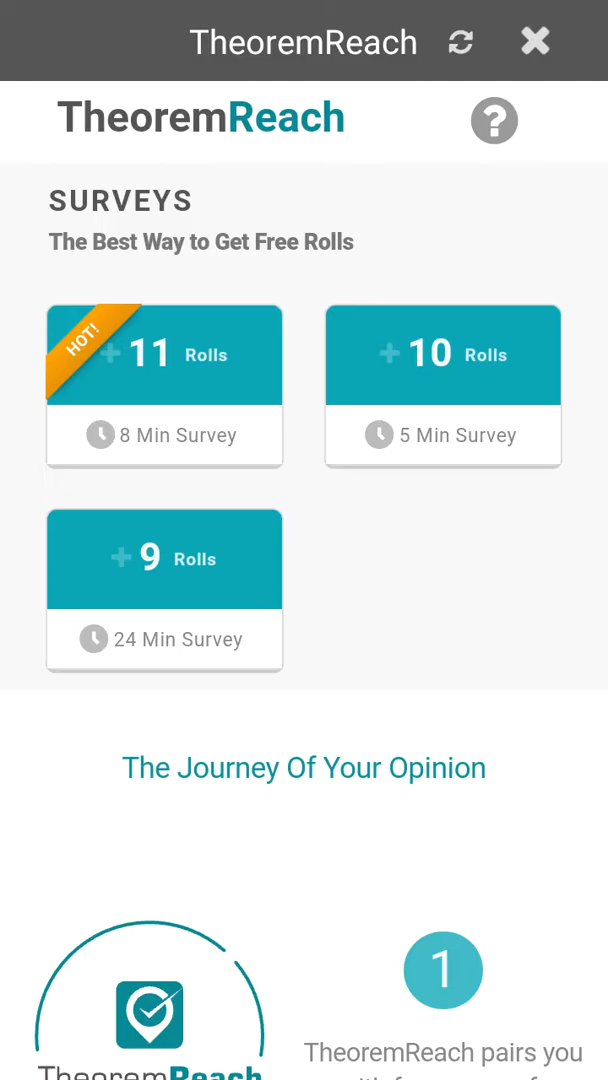 TheoremReach
TheoremReach
SURVEYS
The Best Way to Get Free Rolls
HOT!
+ 11 Rolls
8 Min Survey
+ 10 Rolls
5 Min Survey
+ 9 Rolls
24 Min Survey
The Journey Of Your Opinion
TheoremReach
1
TheoremReach pairs you